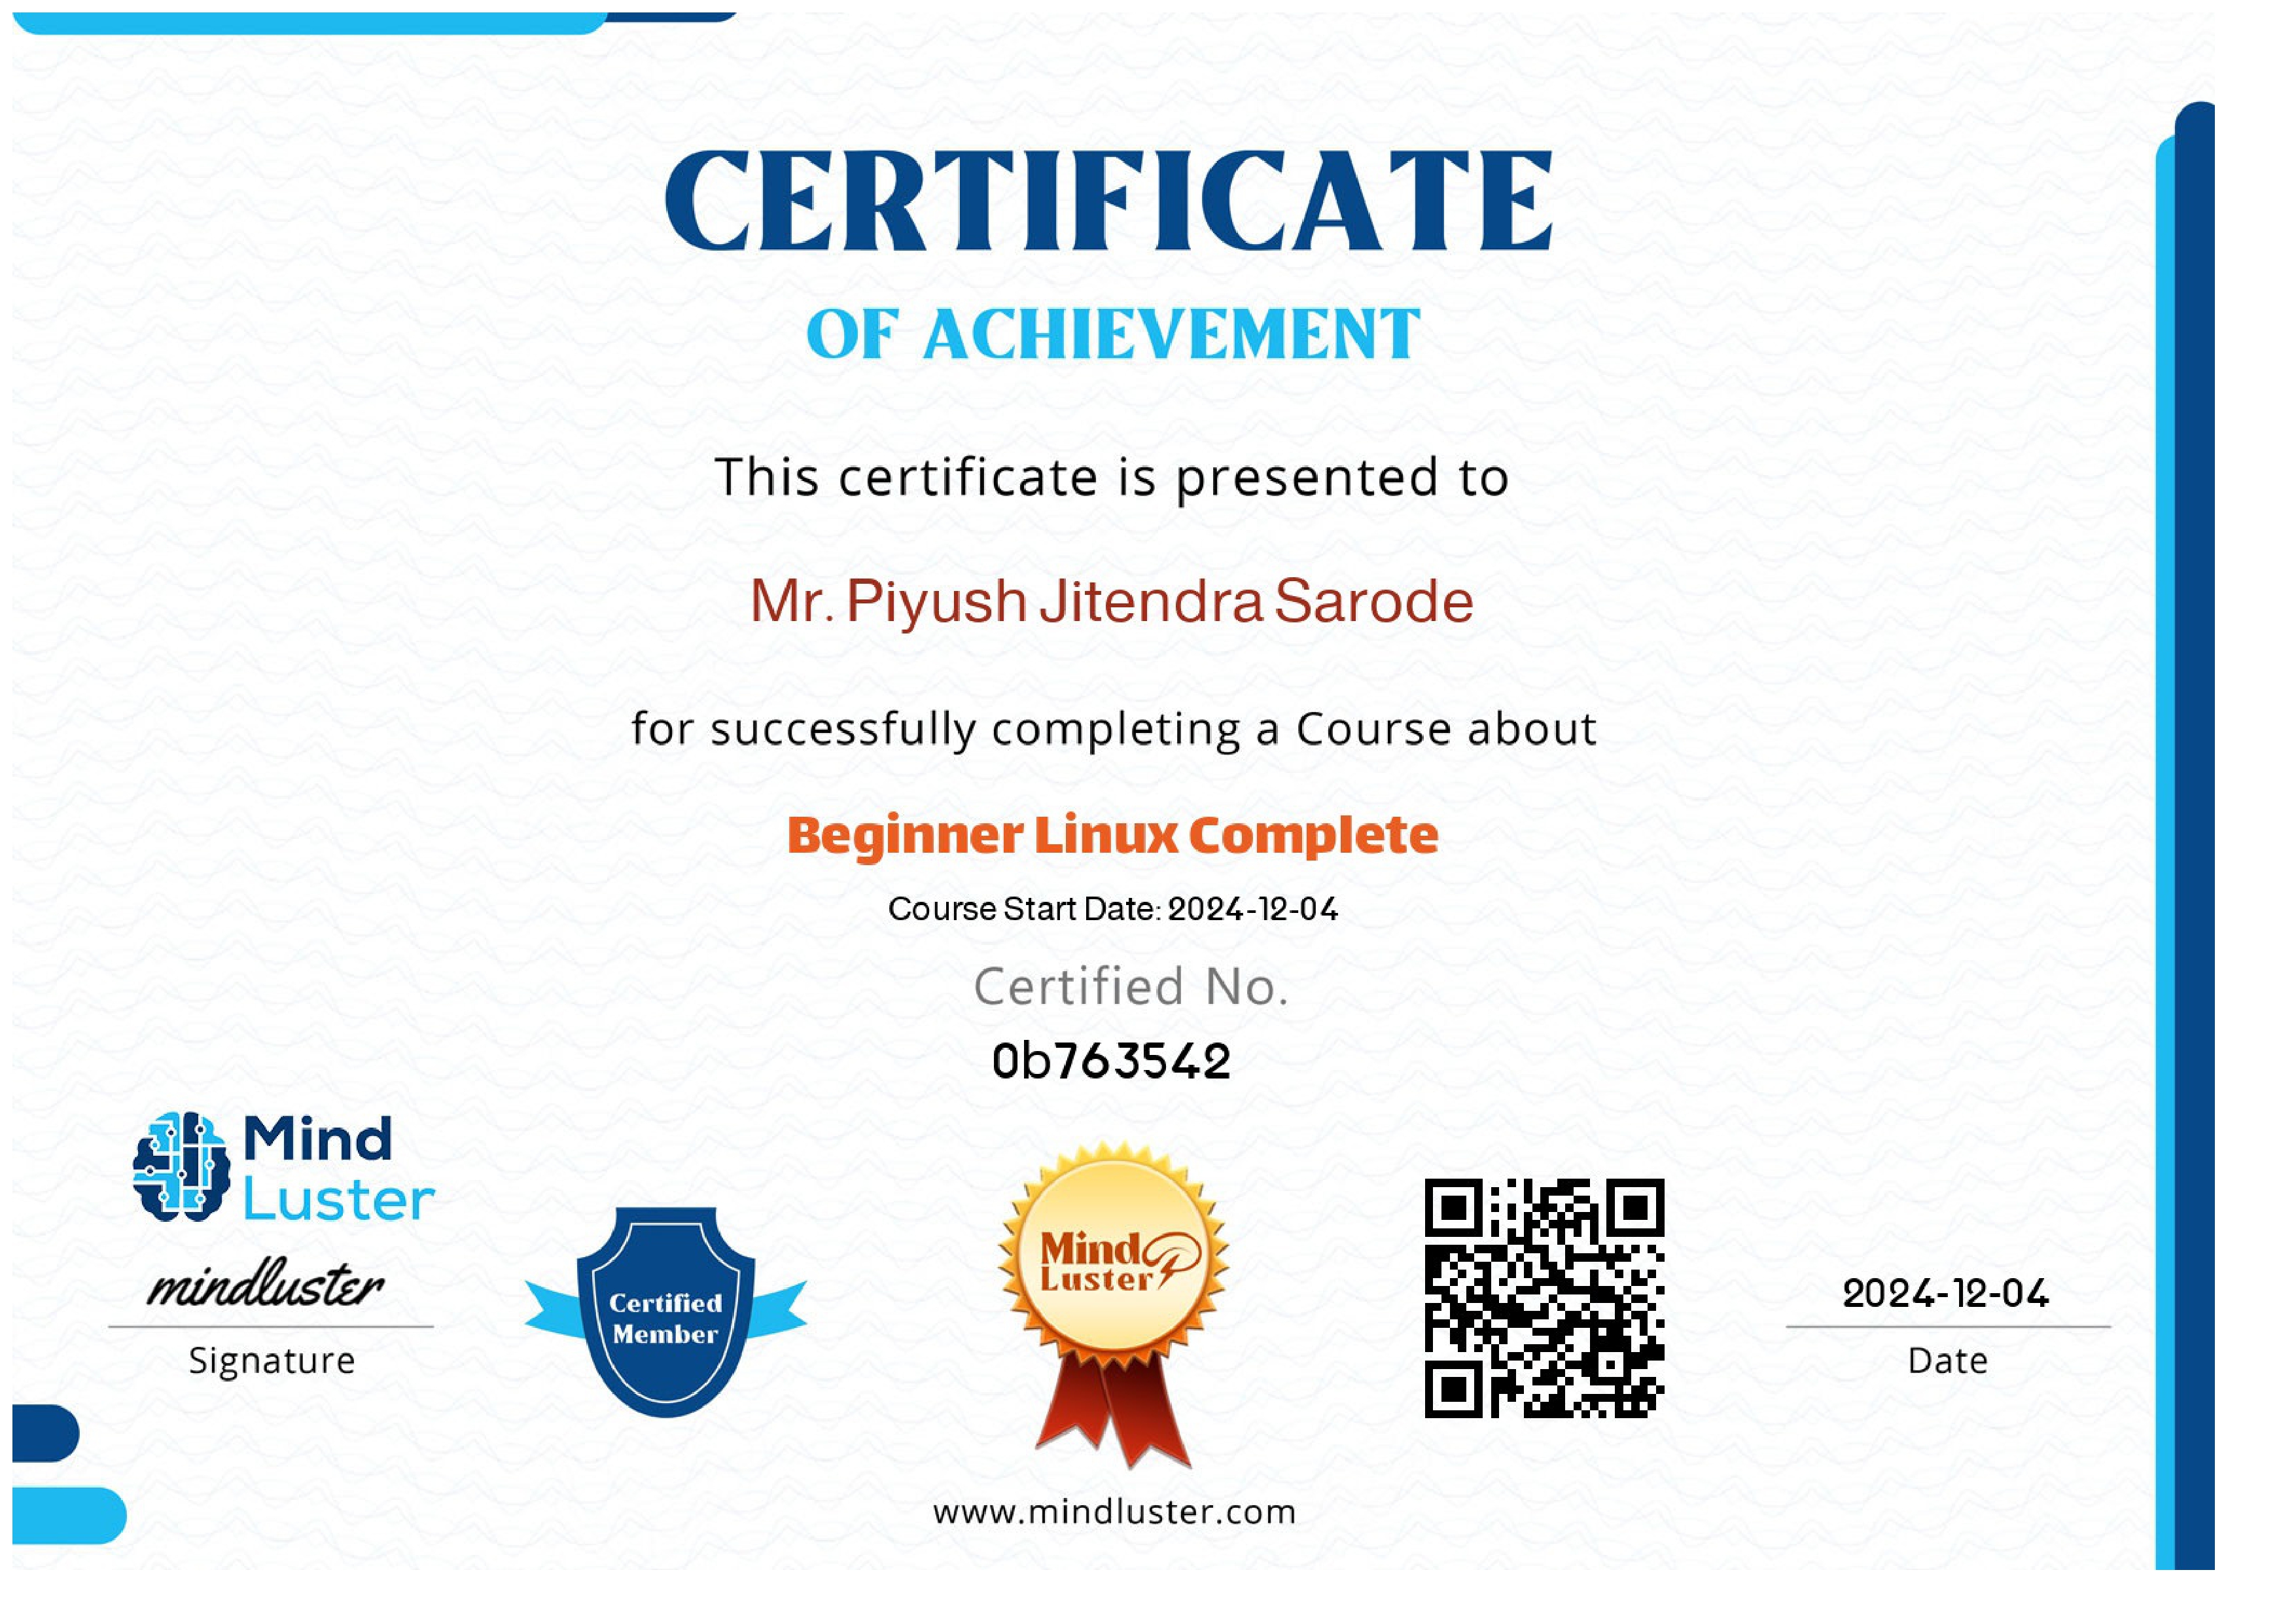 CERTIFICATE
OF ACHIEVEMENT
This certificate is presented to
Mr. Piyush Jitendra Sarode
for successfully completing a Course about
Beginner Linux Complete
Course Start Date: 2024-12-04
Certified No.
0b763542
Mind
Luster
mindluster
Signature
Certified
Member
Mind
Luster
2024-12-04
Date
www.mindluster.com